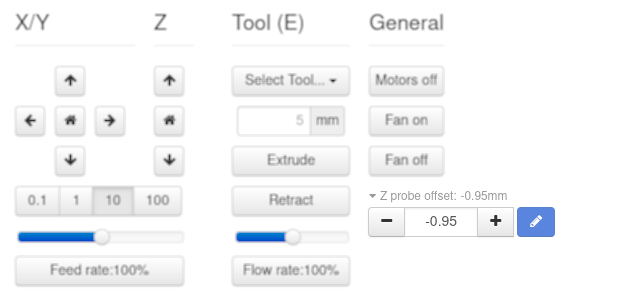 X/Y
Z
Tool (E)
General
Select Tool...
Motors off
5 mm
Fan on
Extrude
Fan off
0.1 1 10 100
Retract
Z probe offset: -0.95mm
-0.95
Feed rate:100%
Flow rate:100%